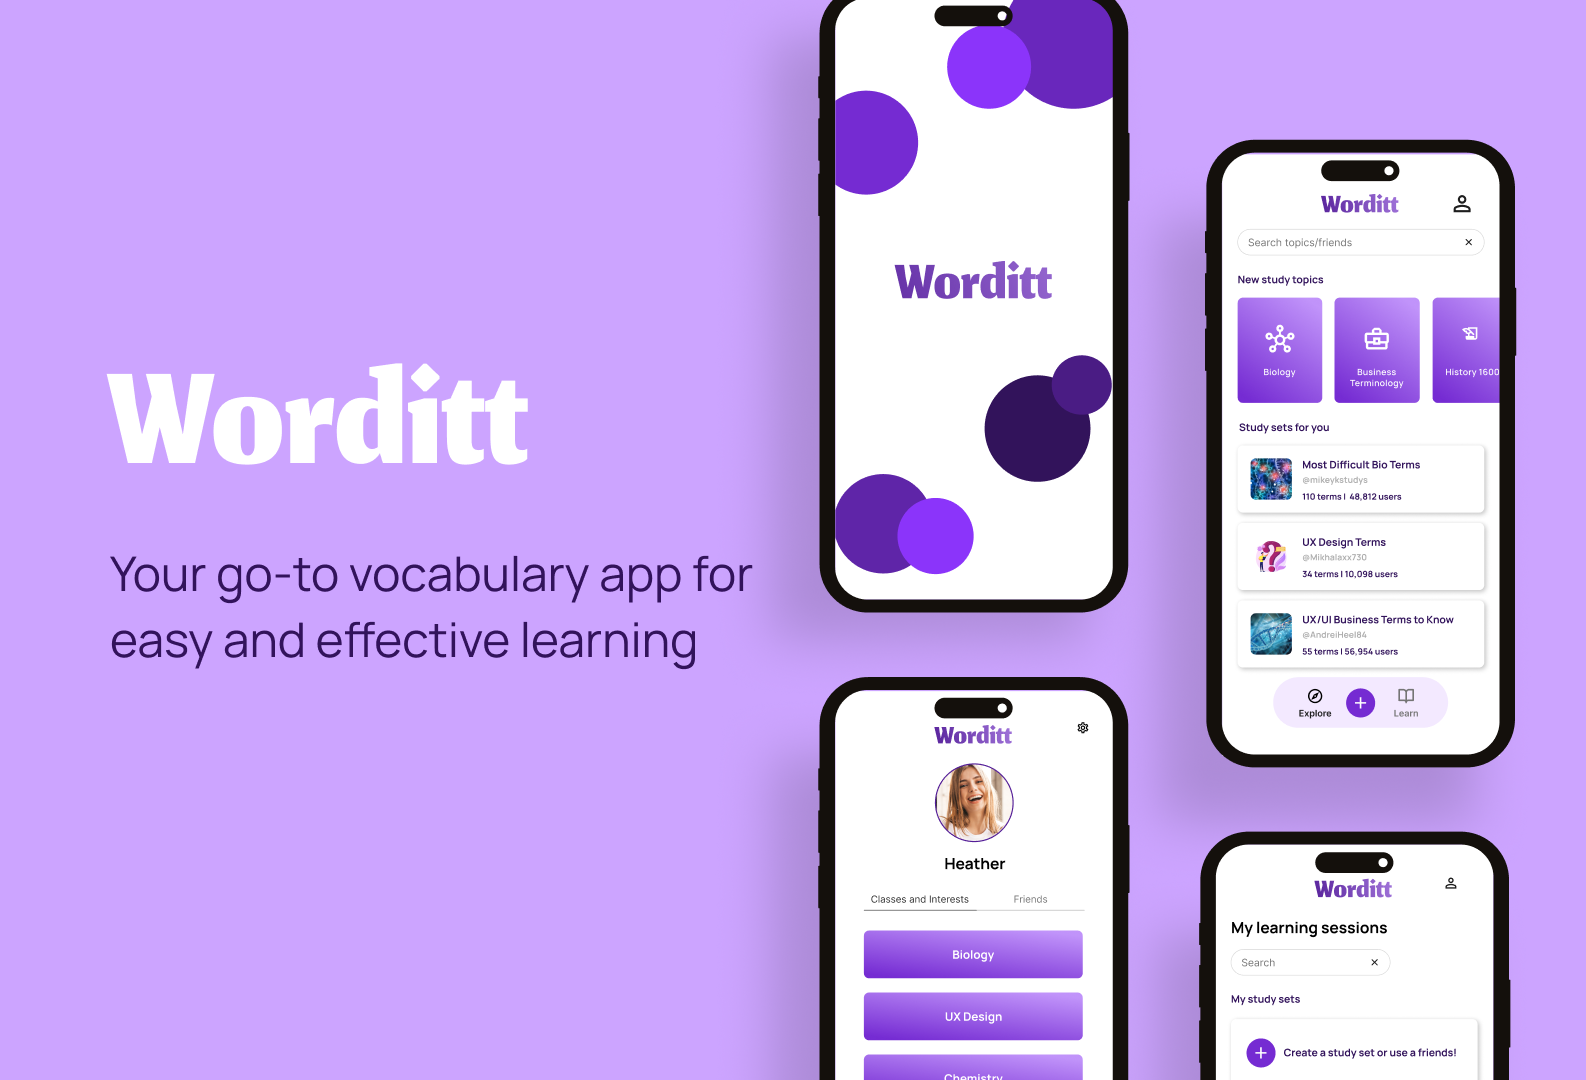 Worditt
Your go-to vocabulary app for
easy and effective learning
Worditt
Worditt
Search topics/friends
New study topics
Biology
Business
Terminology
History 1600
Study sets for you
Most Difficult Bio Terms
@mikeykstudys
110 terms | 48,812 users
UX Design Terms
@Mikhalaxx730
34 terms | 10,098 users
UX/UI Business Terms to Know
@AndreiHeel84
55 terms | 56,954 users
Explore
Learn
Worditt
Heather
Classes and Interests
Friends
Biology
UX Design
Chemistry
Worditt
My learning sessions
Search
My study sets
Create a study set or use a friends!